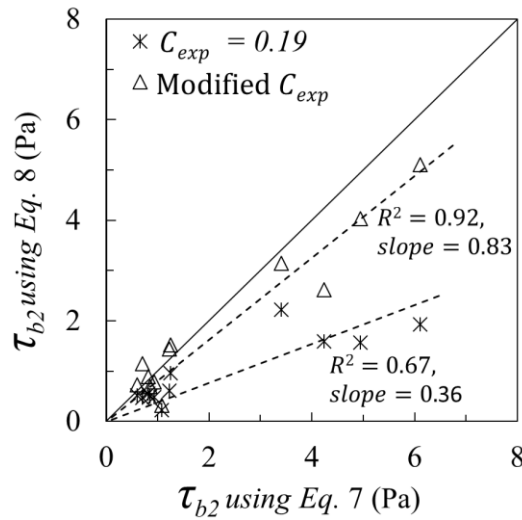 C_exp = 0.19
Modified C_exp
8
6
4
2
0
τ_b2 using Eq. 8 (Pa)
R² = 0.92,
slope = 0.83
R² = 0.67,
slope = 0.36
0 2 4 6 8
τ_b2 using Eq. 7 (Pa)